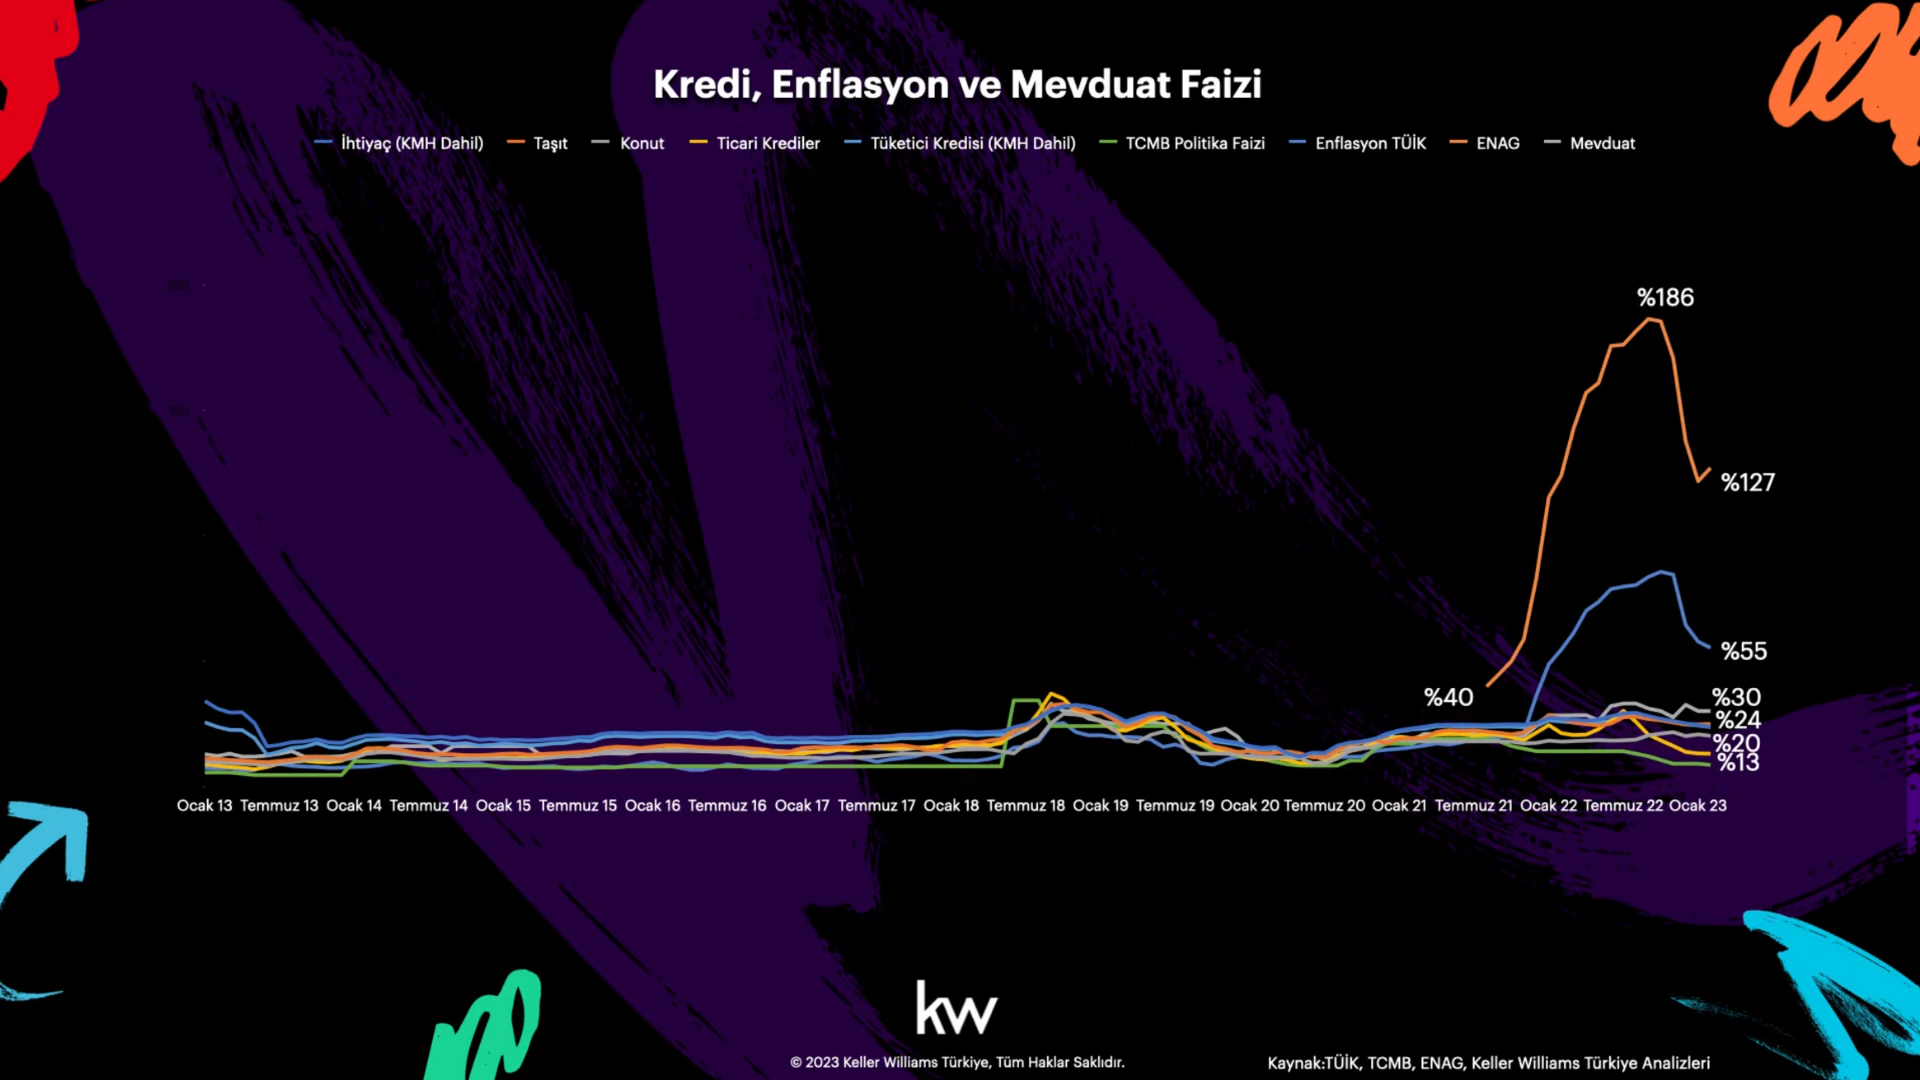 Kredi, Enflasyon ve Mevduat Faizi
İhtiyaç (KMH Dahil) Taşıt Konut Ticari Krediler Tüketici Kredisi (KMH Dahil) TCMB Politika Faizi Enflasyon TÜİK ENAG Mevduat
%186
%127
%55
%40
%30
%24
%20
%13
Ocak 13 Temmuz 13 Ocak 14 Temmuz 14 Ocak 15 Temmuz 15 Ocak 16 Temmuz 16 Ocak 17 Temmuz 17 Ocak 18 Temmuz 18 Ocak 19 Temmuz 19 Ocak 20 Temmuz 20 Ocak 21 Temmuz 21 Ocak 22 Temmuz 22 Ocak 23
kw
© 2023 Keller Williams Türkiye, Tüm Haklar Saklıdır.
Kaynak:TÜİK, TCMB, ENAG, Keller Williams Türkiye Analizleri